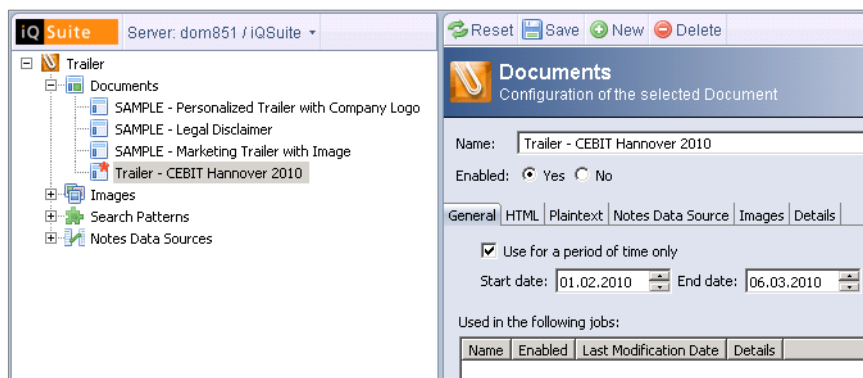 iQ Suite Server: dom851 / iQSuite
Trailer
Documents
SAMPLE - Personalized Trailer with Company Logo
SAMPLE - Legal Disclaimer
SAMPLE - Marketing Trailer with Image
Trailer - CEBIT Hannover 2010
Images
Search Patterns
Notes Data Sources
Reset Save New Delete
Documents
Configuration of the selected Document
Name: Trailer - CEBIT Hannover 2010
Enabled: Yes No
General HTML Plaintext Notes Data Source Images Details
Use for a period of time only
Start date: 01.02.2010 End date: 06.03.2010
Used in the following jobs:
Name Enabled Last Modification Date Details